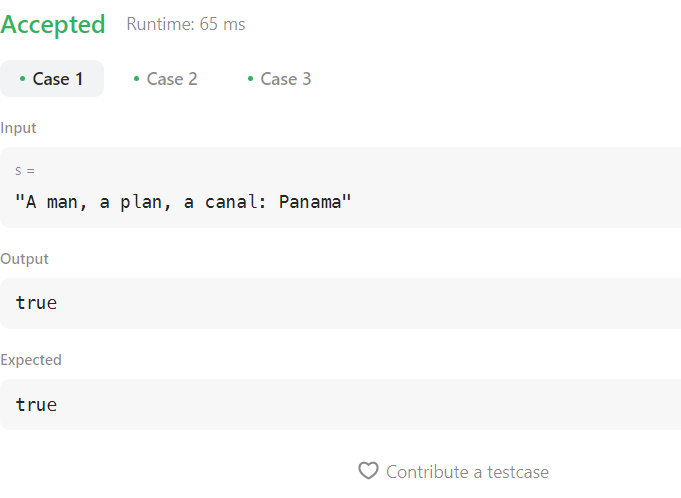 Accepted Runtime: 65 ms
Case 1 Case 2 Case 3
Input
s =
"A man, a plan, a canal: Panama"
Output
true
Expected
true
Contribute a testcase